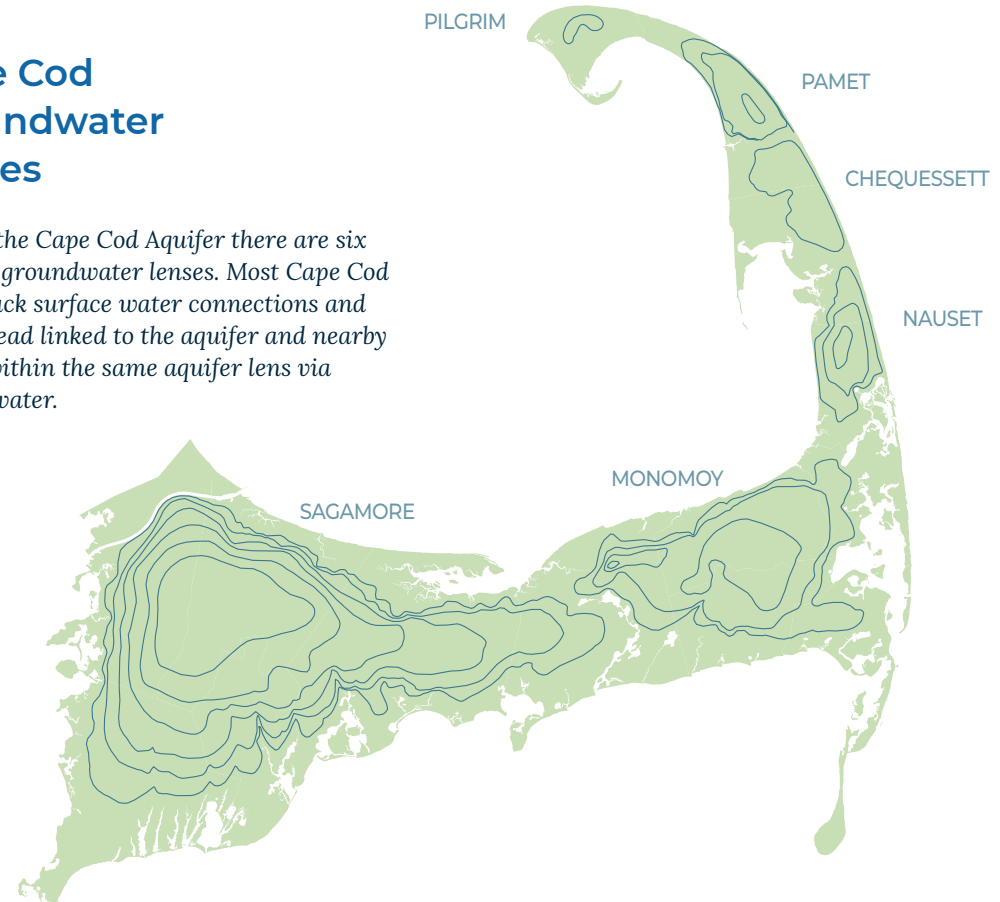 e Cod
ndwater
es
the Cape Cod Aquifer there are six
groundwater lenses. Most Cape Cod
ck surface water connections and
ead linked to the aquifer and nearby
ithin the same aquifer lens via
water.
PILGRIM
PAMET
CHEQUESSETT
NAUSET
MONOMOY
SAGAMORE